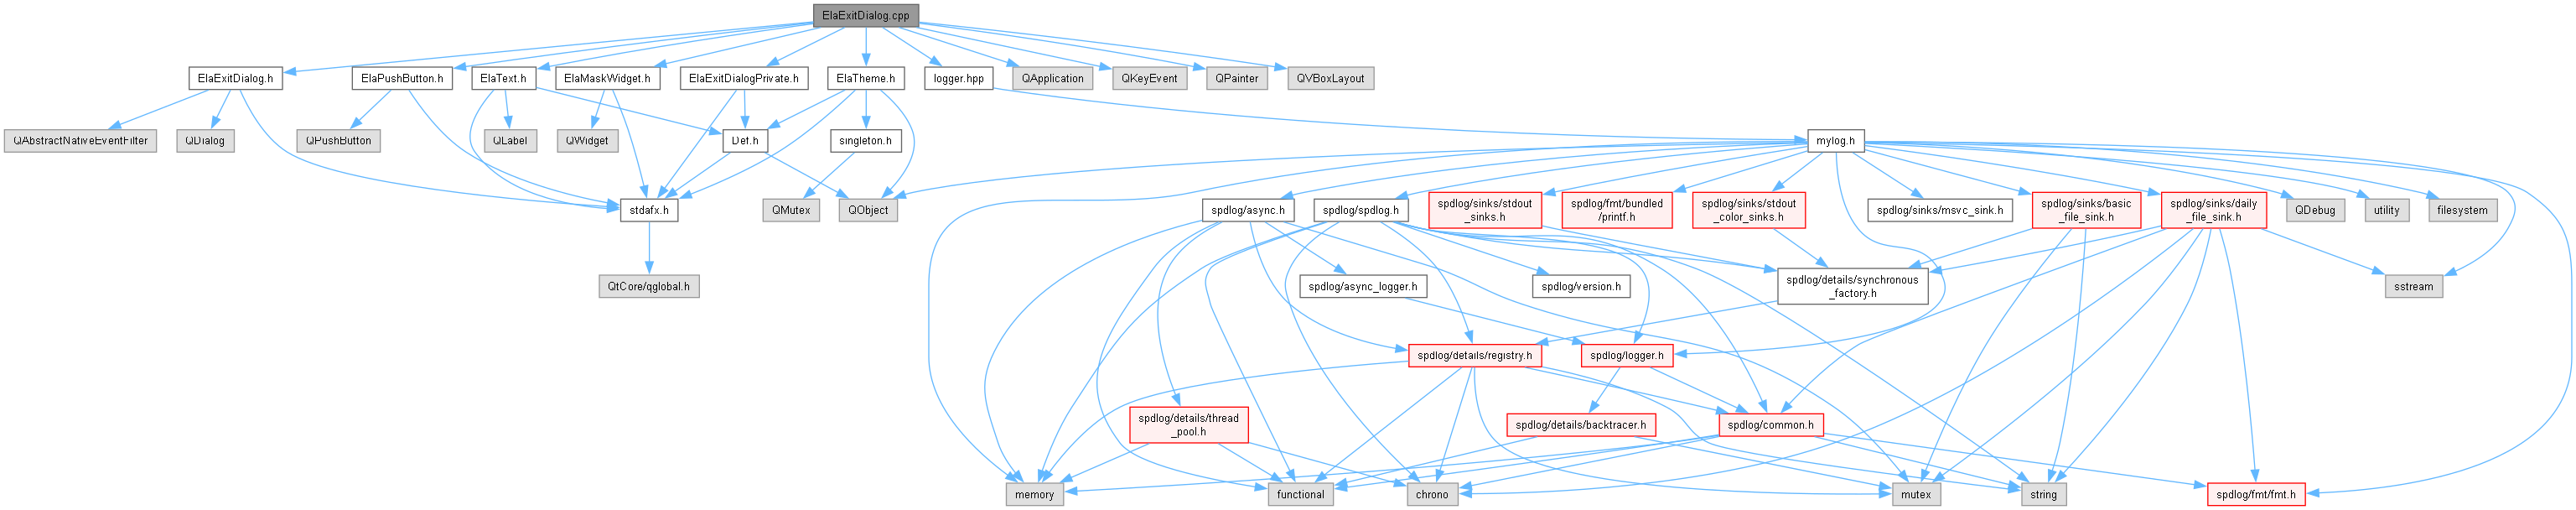 ElaExitDialog.cpp
ElaExitDialog.h
ElaPushButton.h
ElaText.h
ElaMaskWidget.h
ElaExitDialogPrivate.h
ElaTheme.h
logger.hpp
QApplication
QKeyEvent
QPainter
QVBoxLayout
QAbstractNativeEventFilter
QDialog
QPushButton
QLabel
QWidget
Def.h
singleton.h
mylog.h
stdafx.h
QMutex
QObject
spdlog/async.h
spdlog/spdlog.h
spdlog/sinks/stdout
_sinks.h
spdlog/fmt/bundled
/printf.h
spdlog/sinks/stdout
_color_sinks.h
spdlog/sinks/msvc_sink.h
spdlog/sinks/basic
_file_sink.h
spdlog/sinks/daily
_file_sink.h
QDebug
utility
filesystem
QtCore/qglobal.h
spdlog/async_logger.h
spdlog/version.h
spdlog/details/synchronous
_factory.h
sstream
spdlog/details/registry.h
spdlog/logger.h
spdlog/details/thread
_pool.h
spdlog/details/backtracer.h
spdlog/common.h
memory
functional
chrono
mutex
string
spdlog/fmt/fmt.h